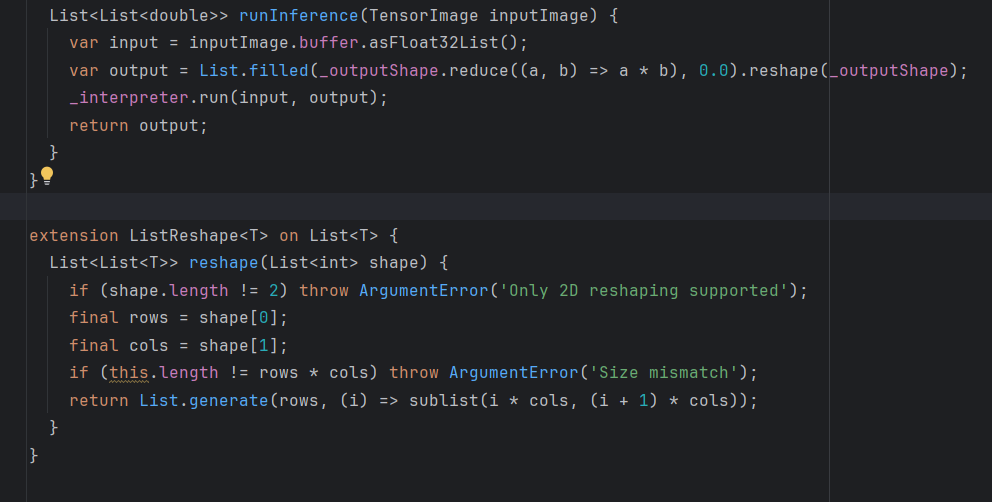 List<List<double>> runInference(TensorImage inputImage) {
var input = inputImage.buffer.asFloat32List();
var output = List.filled(_outputShape.reduce((a, b) => a * b), 0.0).reshape(_outputShape);
_interpreter.run(input, output);
return output;
}
}
extension ListReshape<T> on List<T> {
List<List<T>> reshape(List<int> shape) {
if (shape.length != 2) throw ArgumentError('Only 2D reshaping supported');
final rows = shape[0];
final cols = shape[1];
if (this.length != rows * cols) throw ArgumentError('Size mismatch');
return List.generate(rows, (i) => sublist(i * cols, (i + 1) * cols));
}
}